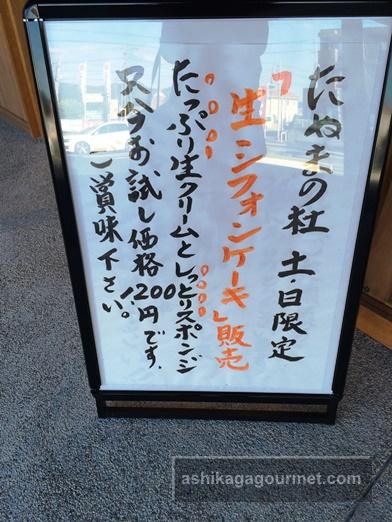 たぬまの杜 土・日限定
「生シフォンケーキ」販売
たっぷり生クリームとしっとりスポンジ
只今お試し価格200円です。
ご賞味下さい。
ashikagagourmet.com